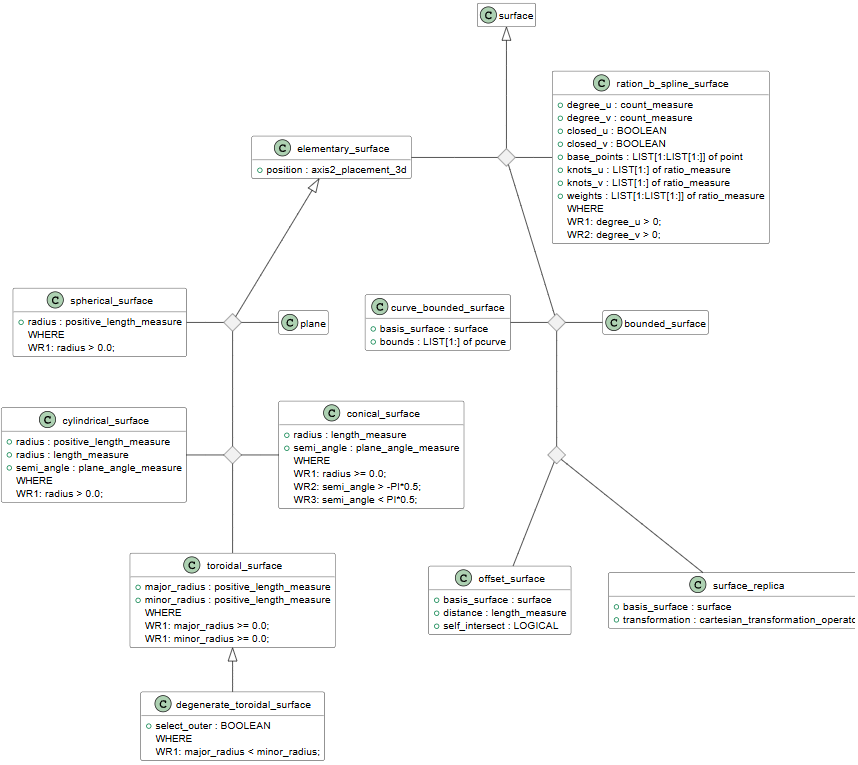 C surface
C ration_b_spline_surface
degree_u : count_measure
degree_v : count_measure
closed_u : BOOLEAN
closed_v : BOOLEAN
base_points : LIST[1:LIST[1:]] of point
knots_u : LIST[1:] of ratio_measure
knots_v : LIST[1:] of ratio_measure
weights : LIST[1:LIST[1:]] of ratio_measure
WHERE
WR1: degree_u > 0;
WR2: degree_v > 0;
C elementary_surface
position : axis2_placement_3d
C spherical_surface
radius : positive_length_measure
WHERE
WR1: radius > 0.0;
C plane
C curve_bounded_surface
basis_surface : surface
bounds : LIST[1:] of pcurve
C bounded_surface
C cylindrical_surface
radius : positive_length_measure
radius : length_measure
semi_angle : plane_angle_measure
WHERE
WR1: radius > 0.0;
C conical_surface
radius : length_measure
semi_angle : plane_angle_measure
WHERE
WR1: radius >= 0.0;
WR2: semi_angle > -PI*0.5;
WR3: semi_angle < PI*0.5;
C toroidal_surface
major_radius : positive_length_measure
minor_radius : positive_length_measure
WHERE
WR1: major_radius >= 0.0;
WR1: minor_radius >= 0.0;
C offset_surface
basis_surface : surface
distance : length_measure
self_intersect : LOGICAL
C surface_replica
basis_surface : surface
transformation : cartesian_transformation_operato
C degenerate_toroidal_surface
select_outer : BOOLEAN
WHERE
WR1: major_radius < minor_radius;